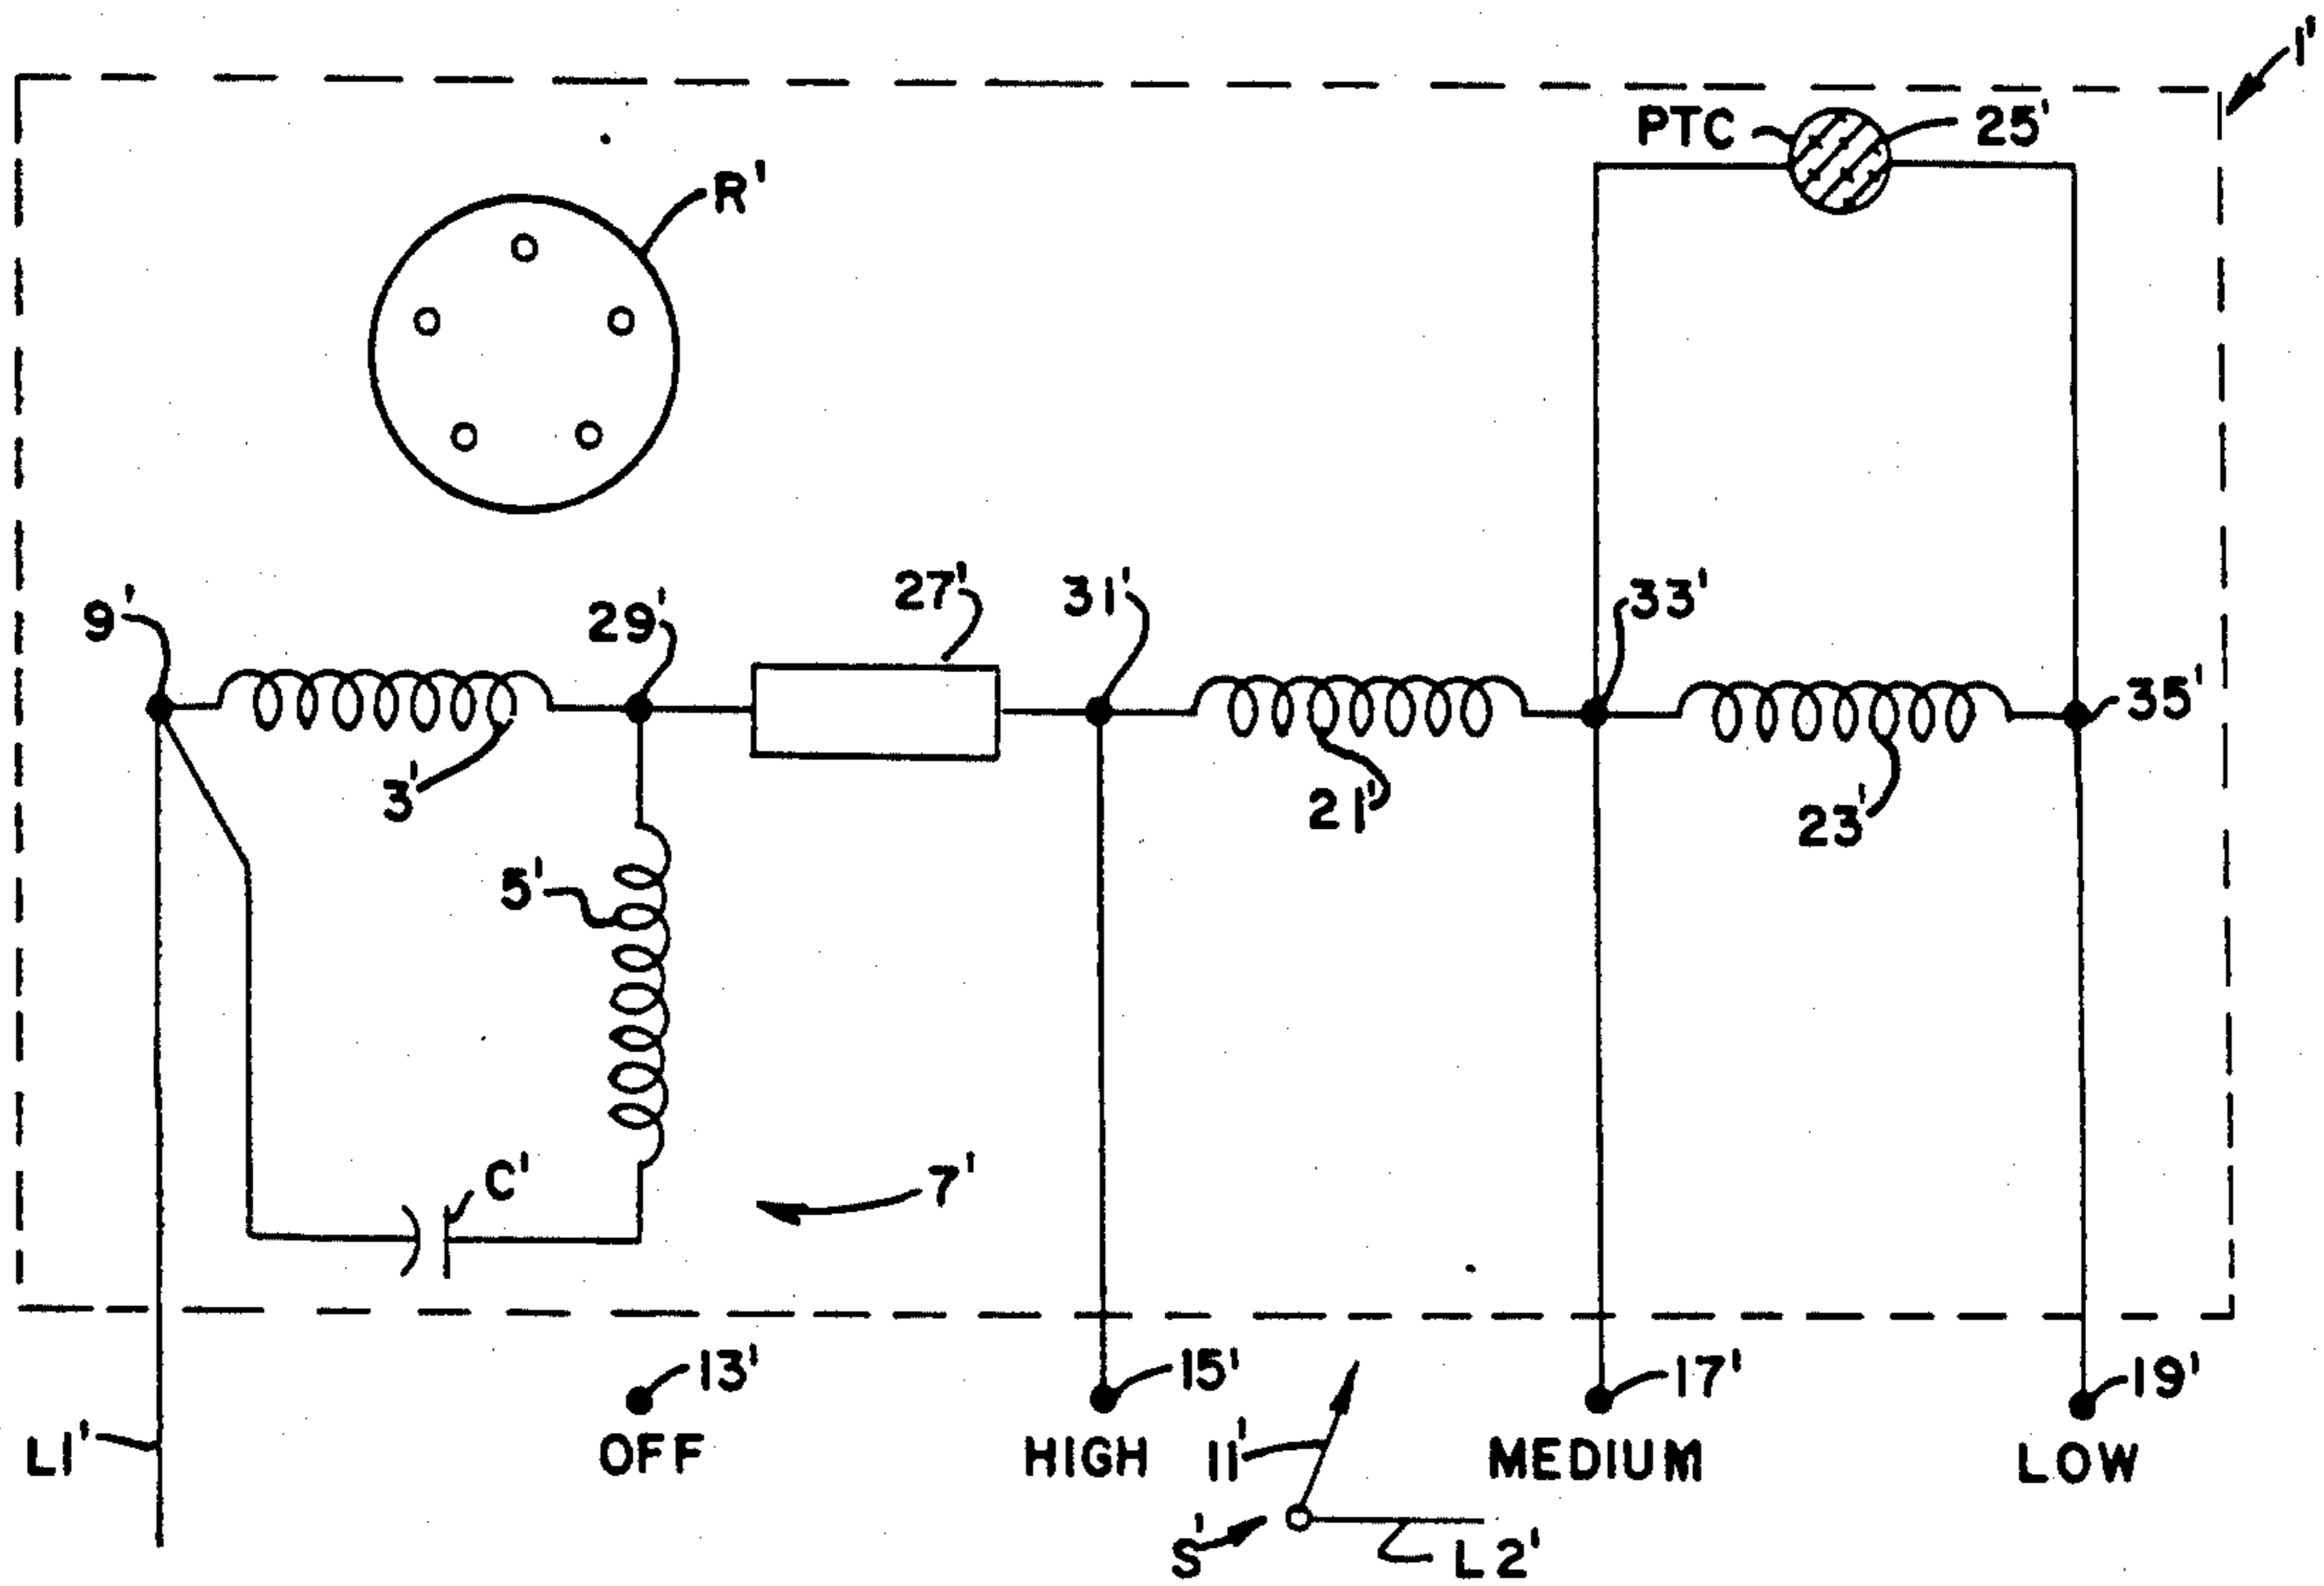 1'
PTC
25'
R'
9'
29'
27'
31'
33'
35'
3'
21'
23'
5'
C'
7'
13'
15'
17'
19'
L1'
OFF
HIGH
11'
MEDIUM
LOW
S'
L2'